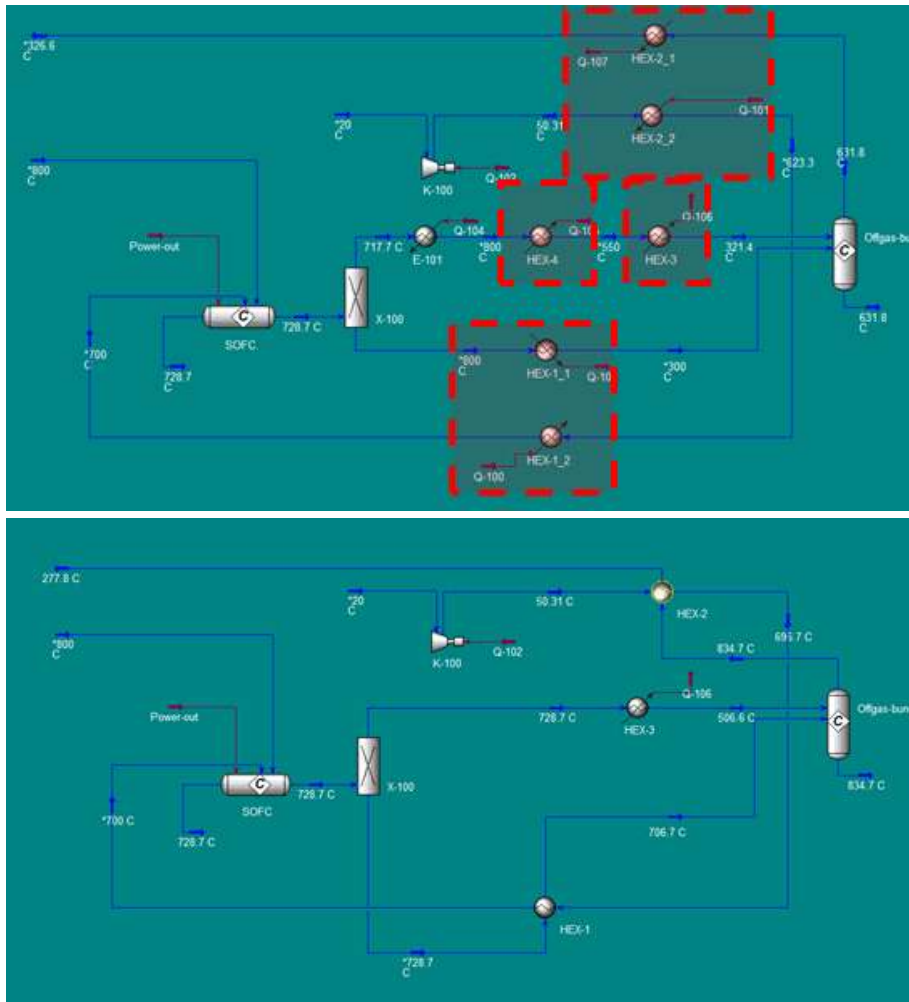 *326.6
C
Q-107
HEX-2_1
*20
C
50.31
C
HEX-2_2
Q-101
*800
C
K-100
Q-102
*623.3
C
631.8
C
Power-out
717.7 C
Q-104
E-101
*800
C
HEX-4
*550
C
Q-106
HEX-3
321.4
C
Offgas-bu
X-100
SOFC
728.7 C
631.8
C
*700
C
728.7
C
*800
C
HEX-1_1
Q-10
*300
C
HEX-1_2
Q-100
277.8 C
*20
C
50.31 C
HEX-2
*800
C
K-100
Q-102
834.7 C
Power-out
Q-106
728.7 C
HEX-3
506.6 C
Offgas-bun
X-100
SOFC
728.7 C
834.7 C
*700 C
728.7 C
706.7 C
HEX-1
*728.7
C